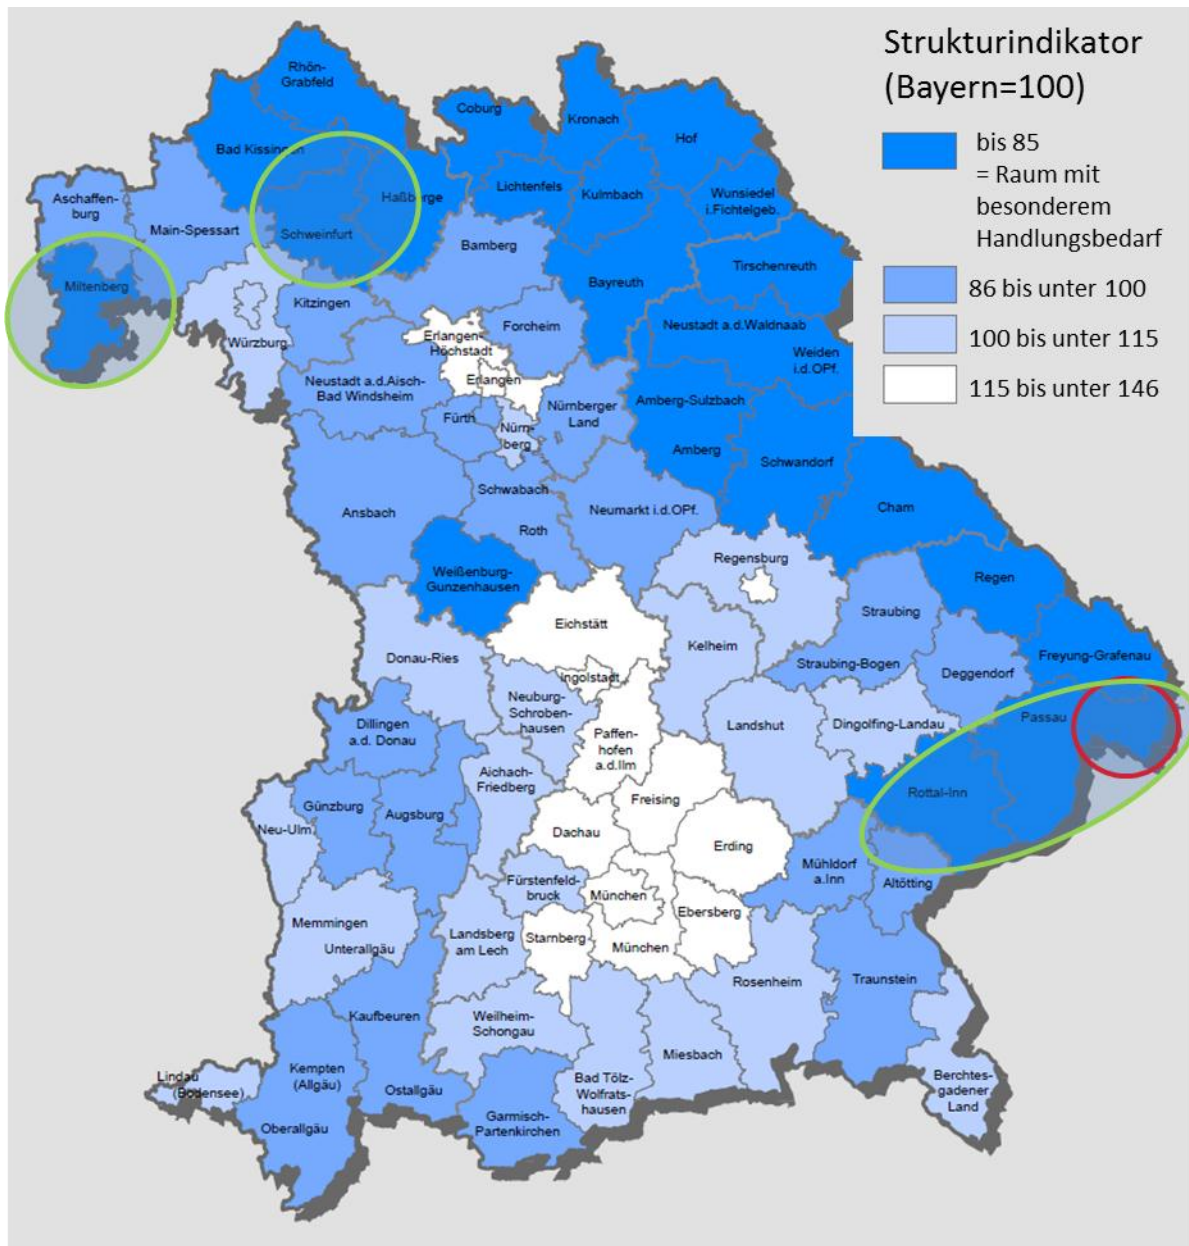 Strukturindikator
(Bayern=100)
bis 85
= Raum mit
besonderem
Handlungsbedarf
86 bis unter 100
100 bis unter 115
115 bis unter 146
Rhön-
Grabfeld
Coburg
Kronach
Hof
Bad Kissingen
Haßberge
Lichtenfels
Kulmbach
Wunsiedel
i.Fichtelgeb.
Aschaffen-
burg
Main-Spessart
Schweinfurt
Bamberg
Tirschenreuth
Miltenberg
Bayreuth
Kitzingen
Würzburg
Erlangen-
Höchstadt
Forcheim
Neustadt a.d.Waldnaab
Weiden
i.d.OPf.
Erlangen
Neustadt a.d.Aisch-
Bad Windsheim
Fürth
Nürn-
berg
Nürnberger
Land
Amberg-Sulzbach
Amberg
Schwandorf
Ansbach
Schwabach
Roth
Neumarkt i.d.OPf.
Cham
Weißenburg-
Gunzenhausen
Regensburg
Regen
Eichstätt
Straubing
Kelheim
Donau-Ries
Straubing-Bogen
Freyung-Grafenau
Deggendorf
Ingolstadt
Neuburg-
Schroben-
hausen
Dillingen
a.d. Donau
Paffen-
hofen
a.d.Ilm
Landshut
Dingolfing-Landau
Passau
Aichach-
Friedberg
Rottal-Inn
Günzburg
Augsburg
Freising
Neu-Ulm
Dachau
Erding
Mühldorf
a.Inn
Altötting
Fürstenfeld-
bruck
München
Ebersberg
Memmingen
Unterallgäu
Landsberg
am Lech
Starnberg
München
Rosenheim
Traunstein
Kaufbeuren
Weilheim-
Schongau
Miesbach
Lindau
(Bodensee)
Kempten
(Allgäu)
Ostallgäu
Bad Tölz-
Wolfrats-
hausen
Berchtes-
gadener
Land
Oberallgäu
Garmisch-
Partenkirchen